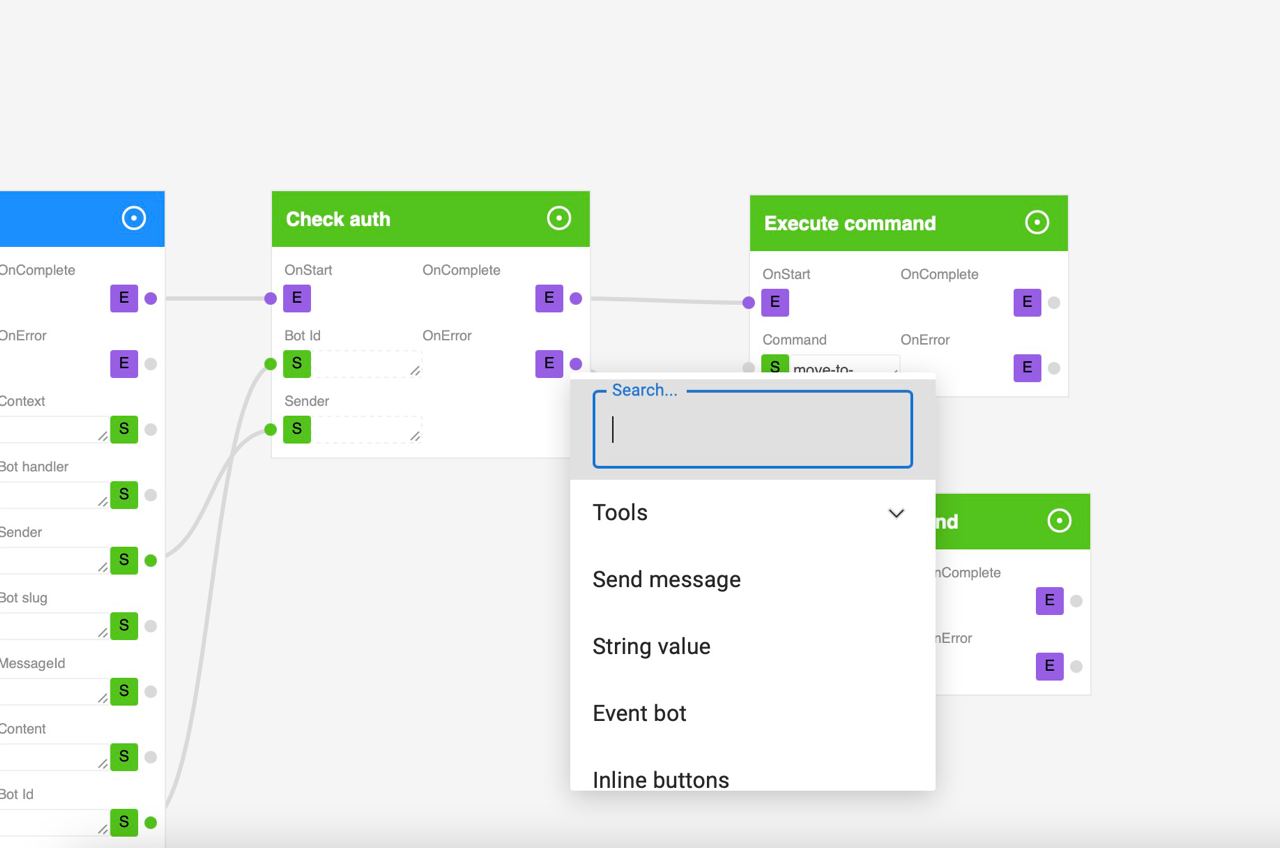 OnComplete
E
OnError
E
Context
S
Bot handler
S
Sender
S
Bot slug
S
MessageId
S
Content
S
Bot Id
S
Check auth
OnStart OnComplete
E E
Bot Id OnError
S E
Sender
S
Execute command
OnStart OnComplete
E E
Command OnError
S move-to- E
Search...
Tools
Send message
String value
Event bot
Inline buttons
nd
nComplete
E
nError
E